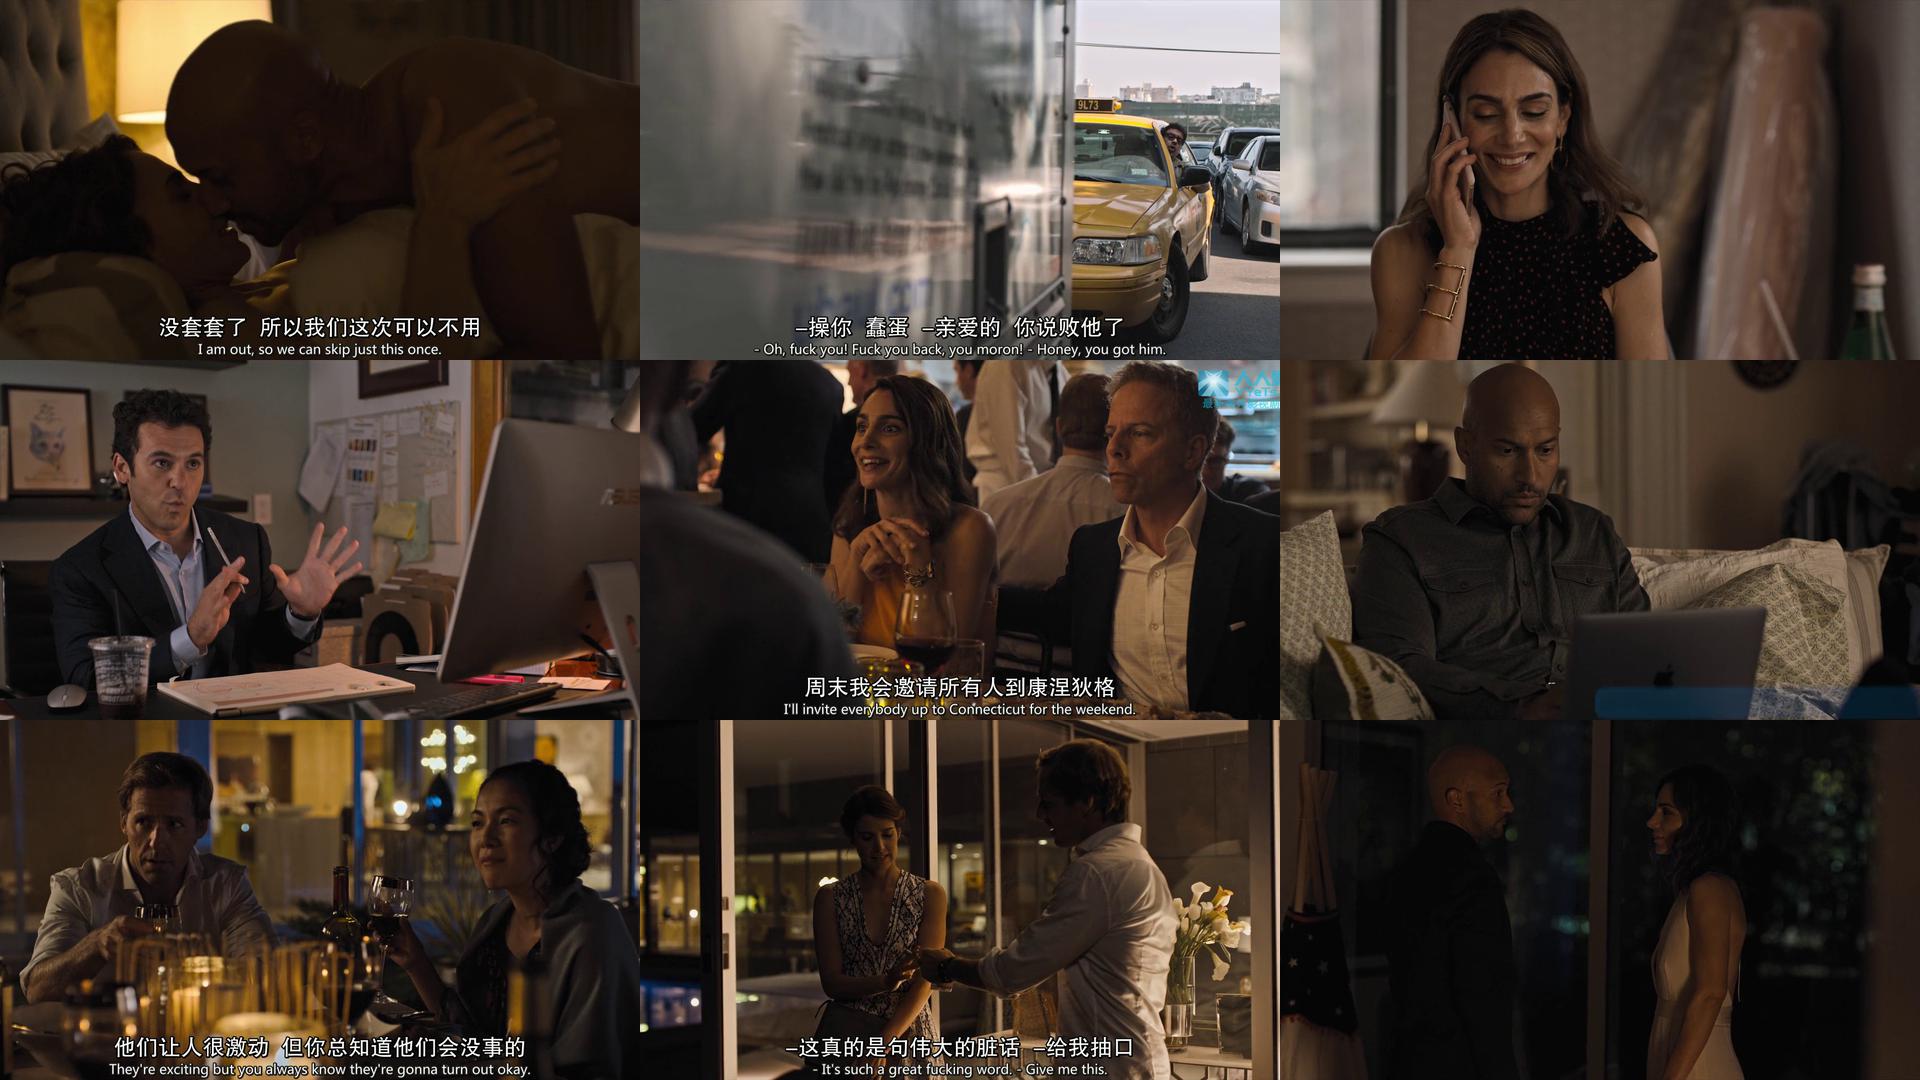 没套套了 所以我们这次可以不用
I am out, so we can skip just this once.
9L73
–操你 蠢蛋 –亲爱的 你说败他了
- Oh, fuck you! Fuck you back, you moron! - Honey, you got him.
ASUS
人人影
YYeTs
周末我会邀请所有人到康涅狄格
I'll invite everybody up to Connecticut for the weekend.
他们让人很激动 但你总知道他们会没事的
They're exciting but you always know they're gonna turn out okay.
–这真的是句伟大的脏话 –给我抽口
- It's such a great fucking word. - Give me this.